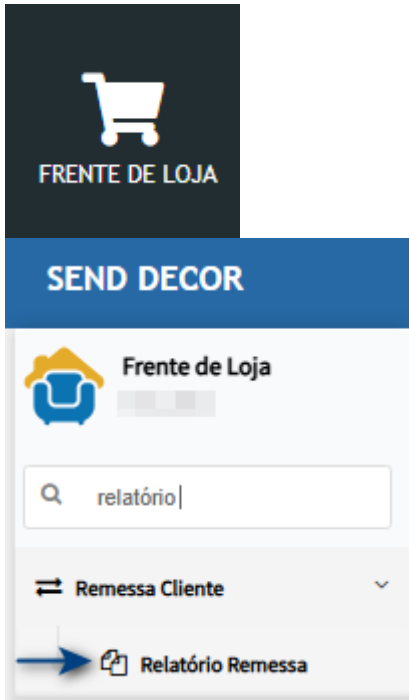 FRENTE DE LOJA
SEND DECOR
Frente de Loja
relatório
Remessa Cliente
Relatório Remessa